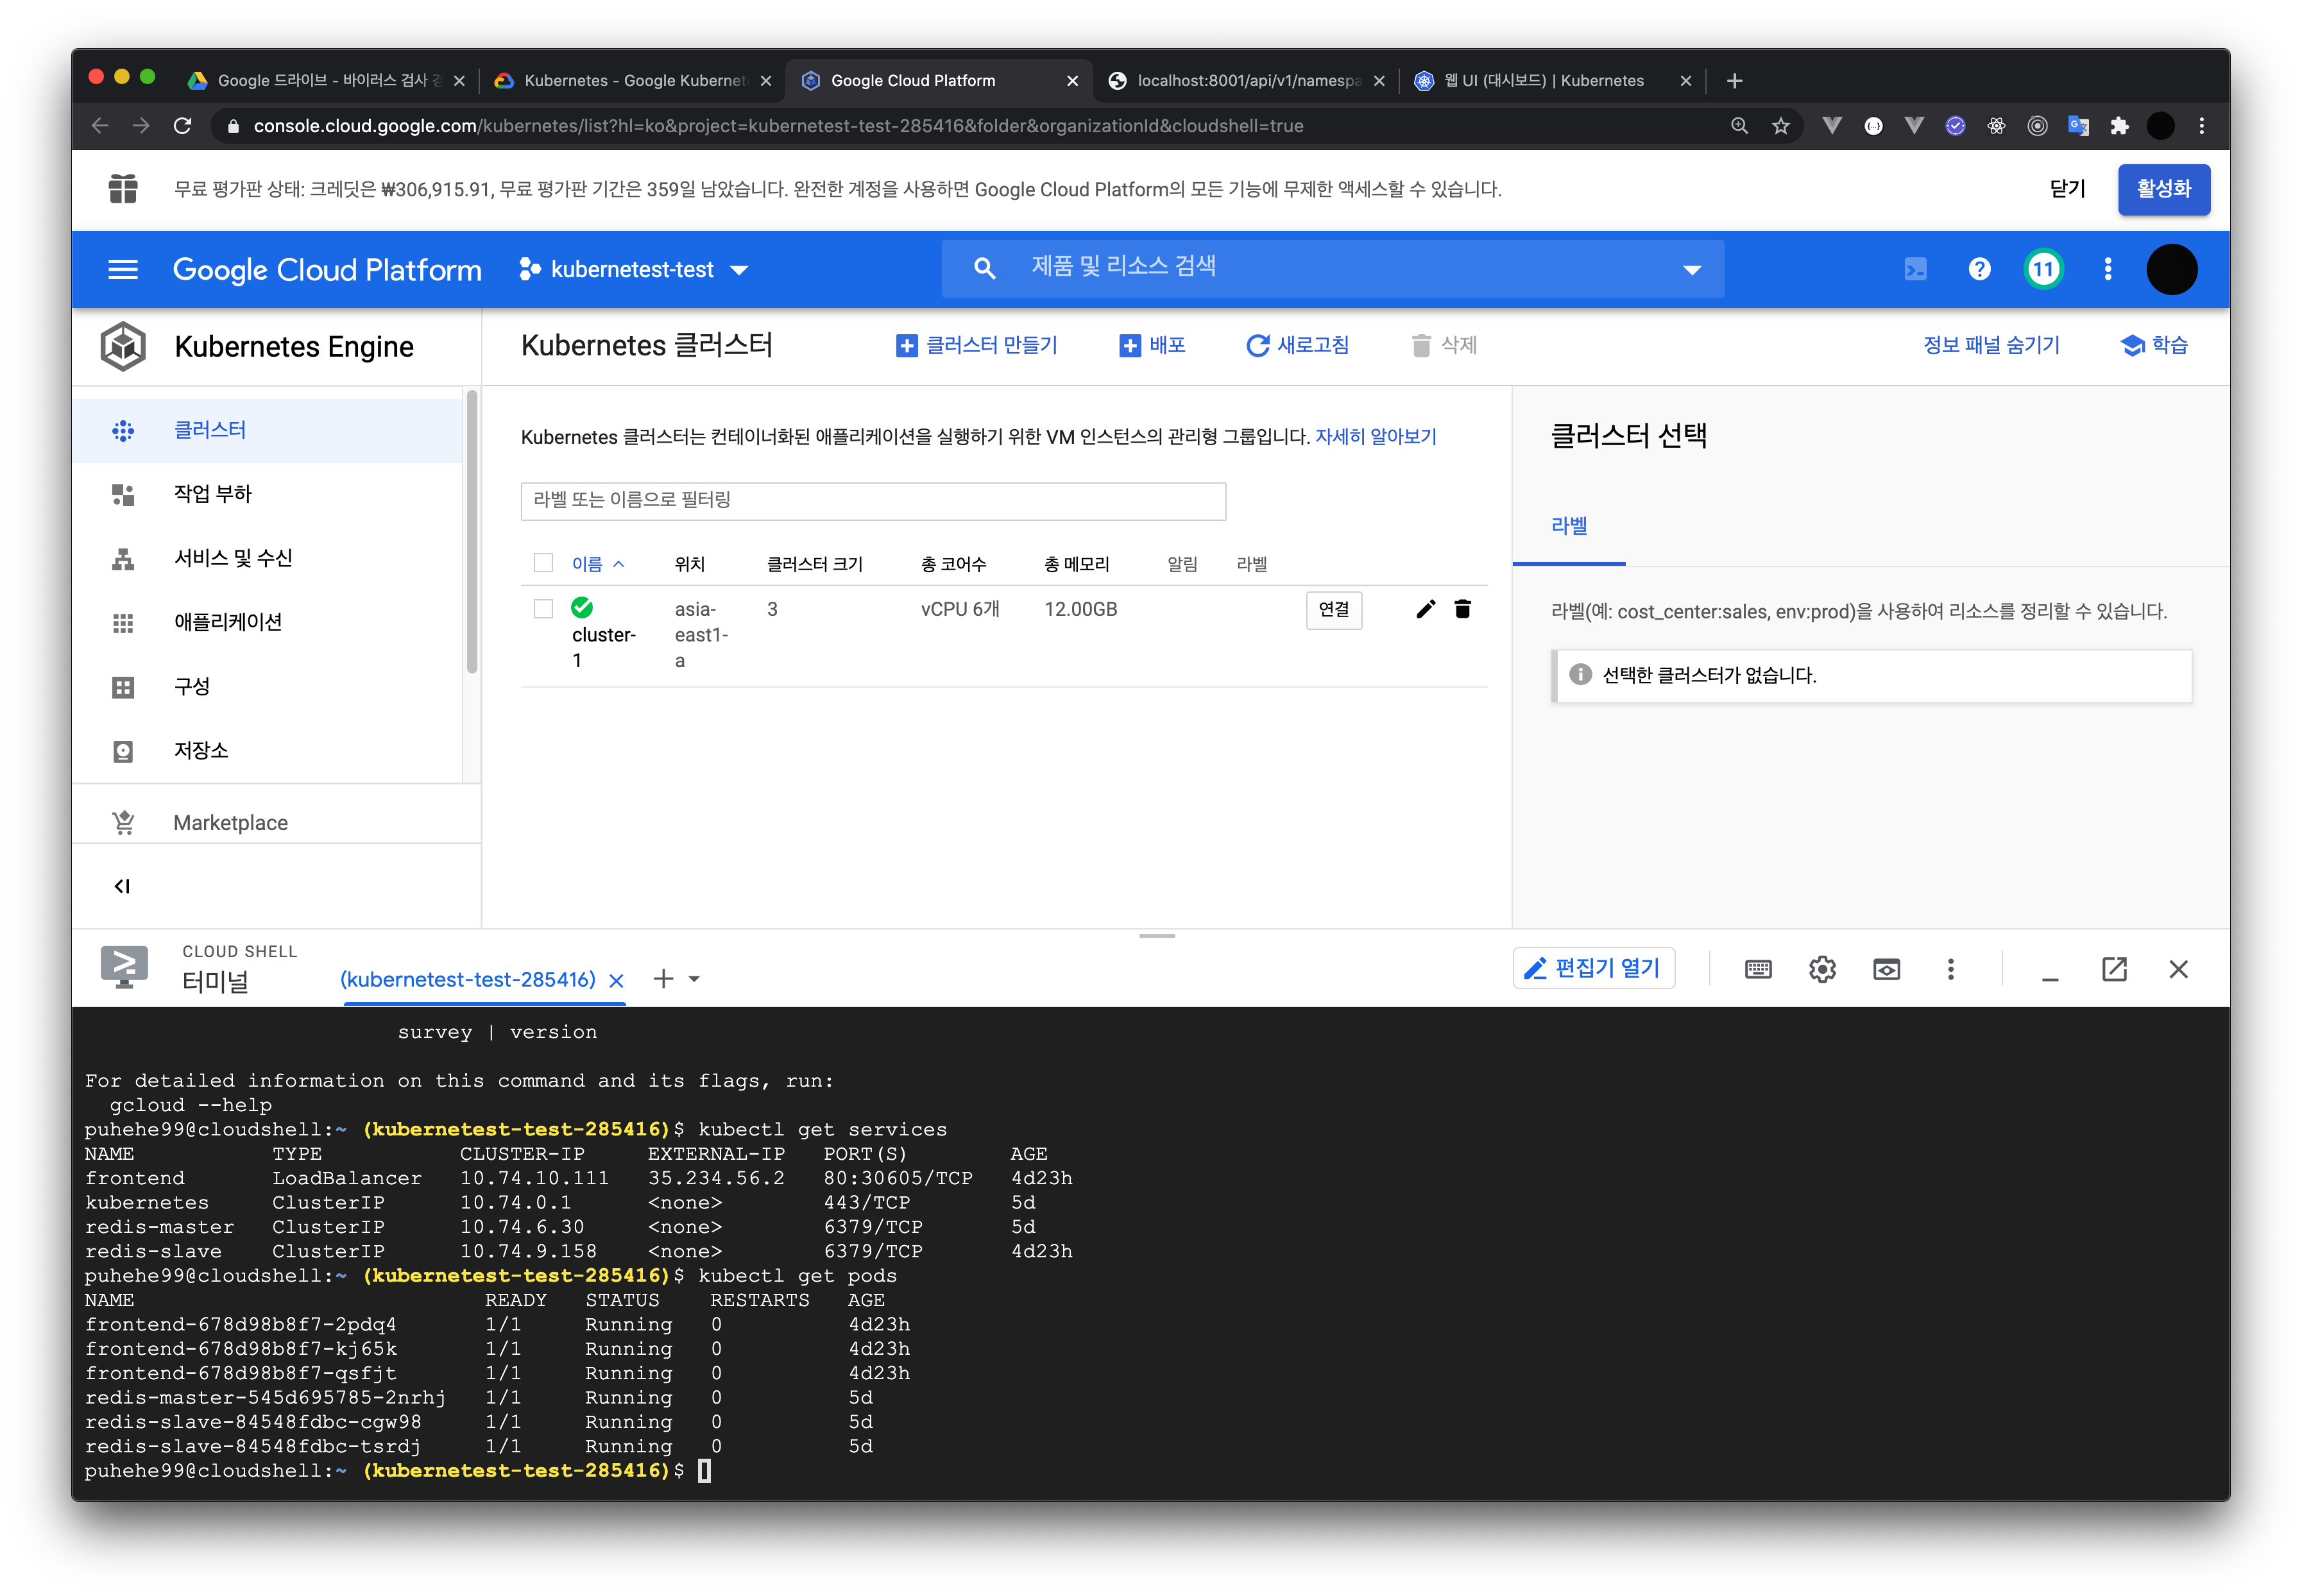 Google 드라이브 - 바이러스 검사 경
Kubernetes - Google Kubernet
Google Cloud Platform
localhost:8001/api/v1/namespa
웹 UI (대시보드) | Kubernetes
console.cloud.google.com/kubernetes/list?hl=ko&project=kubernetest-test-285416&folder&organizationId&cloudshell=true
무료 평가판 상태: 크레딧은 ₩306,915.91, 무료 평가판 기간은 359일 남았습니다. 완전한 계정을 사용하면 Google Cloud Platform의 모든 기능에 무제한 액세스할 수 있습니다.
닫기
활성화
Google Cloud Platform
kubernetest-test
제품 및 리소스 검색
11
Kubernetes Engine
Kubernetes 클러스터
클러스터 만들기
배포
새로고침
삭제
정보 패널 숨기기
학습
클러스터
작업 부하
서비스 및 수신
애플리케이션
구성
저장소
Marketplace
Kubernetes 클러스터는 컨테이너화된 애플리케이션을 실행하기 위한 VM 인스턴스의 관리형 그룹입니다. 자세히 알아보기
라벨 또는 이름으로 필터링
이름 위치 클러스터 크기 총 코어수 총 메모리 알림 라벨
cluster-1 asia-east1-a 3 vCPU 6개 12.00GB 연결
클러스터 선택
라벨
라벨(예: cost_center:sales, env:prod)을 사용하여 리소스를 정리할 수 있습니다.
선택한 클러스터가 없습니다.
CLOUD SHELL
터미널
(kubernetest-test-285416)
편집기 열기
survey | version
For detailed information on this command and its flags, run:
gcloud --help
puhehe99@cloudshell:~ (kubernetest-test-285416)$ kubectl get services
NAME TYPE CLUSTER-IP EXTERNAL-IP PORT(S) AGE
frontend LoadBalancer 10.74.10.111 35.234.56.2 80:30605/TCP 4d23h
kubernetes ClusterIP 10.74.0.1 <none> 443/TCP 5d
redis-master ClusterIP 10.74.6.30 <none> 6379/TCP 5d
redis-slave ClusterIP 10.74.9.158 <none> 6379/TCP 4d23h
puhehe99@cloudshell:~ (kubernetest-test-285416)$ kubectl get pods
NAME READY STATUS RESTARTS AGE
frontend-678d98b8f7-2pdq4 1/1 Running 0 4d23h
frontend-678d98b8f7-kj65k 1/1 Running 0 4d23h
frontend-678d98b8f7-qsfjt 1/1 Running 0 4d23h
redis-master-545d695785-2nrhj 1/1 Running 0 5d
redis-slave-84548fdbc-cgw98 1/1 Running 0 5d
redis-slave-84548fdbc-tsrdj 1/1 Running 0 5d
puhehe99@cloudshell:~ (kubernetest-test-285416)$